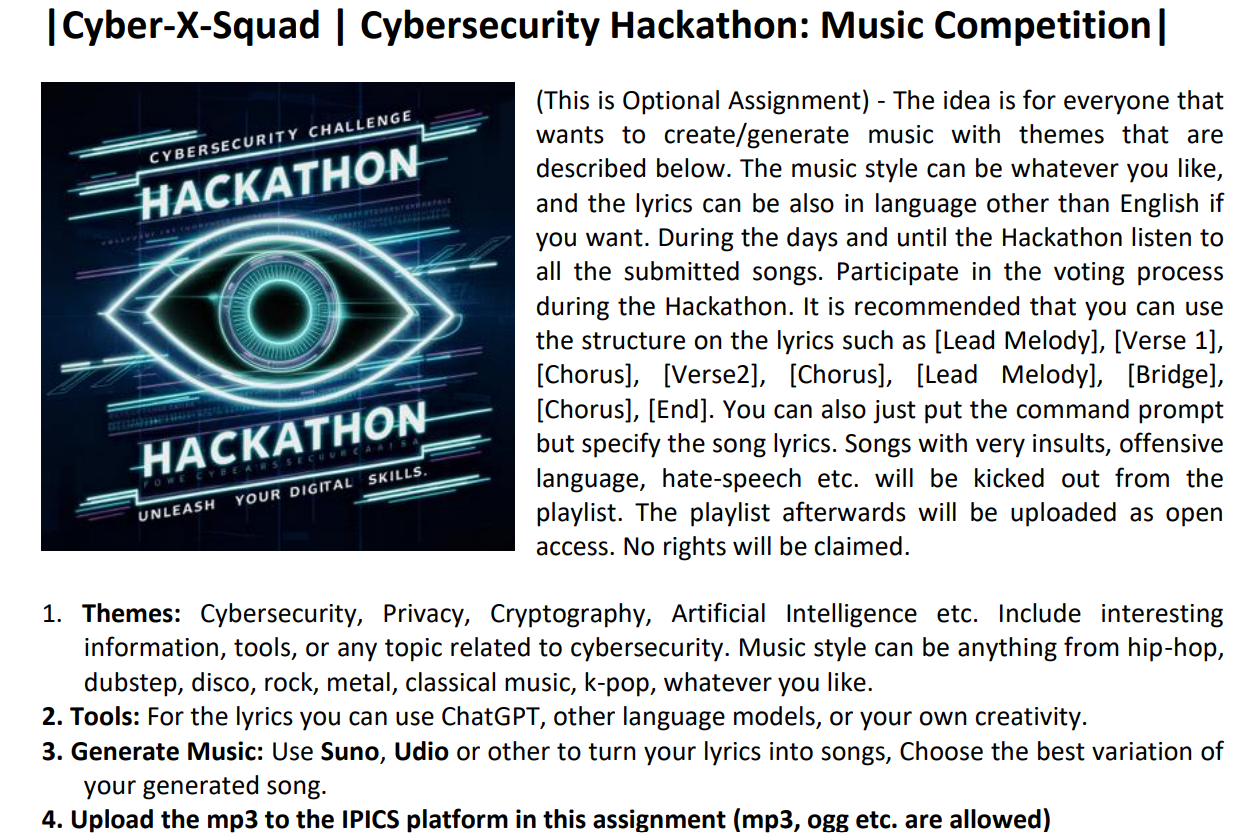 |Cyber-X-Squad | Cybersecurity Hackathon: Music Competition|
CYBERSECURITY CHALLENGE
HACKATHON
HACKATHON
UNLEASH YOUR DIGITAL SKILLS.
(This is Optional Assignment) - The idea is for everyone that
wants to create/generate music with themes that are
described below. The music style can be whatever you like,
and the lyrics can be also in language other than English if
you want. During the days and until the Hackathon listen to
all the submitted songs. Participate in the voting process
during the Hackathon. It is recommended that you can use
the structure on the lyrics such as [Lead Melody], [Verse 1],
[Chorus], [Verse2], [Chorus], [Lead Melody], [Bridge],
[Chorus], [End]. You can also just put the command prompt
but specify the song lyrics. Songs with very insults, offensive
language, hate-speech etc. will be kicked out from the
playlist. The playlist afterwards will be uploaded as open
access. No rights will be claimed.
1. Themes: Cybersecurity, Privacy, Cryptography, Artificial Intelligence etc. Include interesting
information, tools, or any topic related to cybersecurity. Music style can be anything from hip-hop,
dubstep, disco, rock, metal, classical music, k-pop, whatever you like.
2. Tools: For the lyrics you can use ChatGPT, other language models, or your own creativity.
3. Generate Music: Use Suno, Udio or other to turn your lyrics into songs, Choose the best variation of
your generated song.
4. Upload the mp3 to the IPICS platform in this assignment (mp3, ogg etc. are allowed)